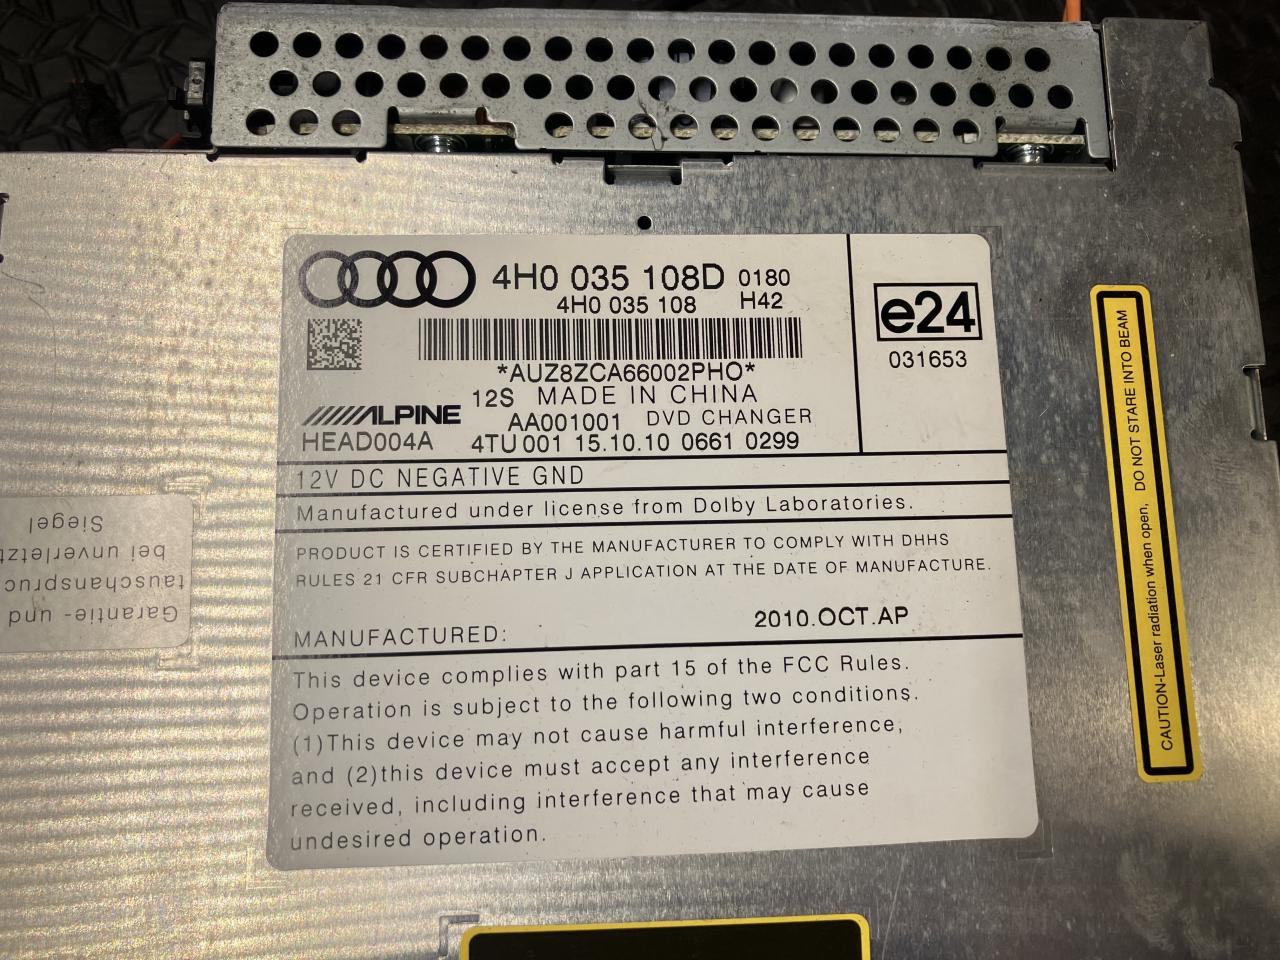 4H0 035 108D 0180
4H0 035 108 H42
*AUZ8ZCA66002PHO*
12S MADE IN CHINA
ALPINE AA001001 DVD CHANGER
HEAD004A 4TU 001 15.10.10 0661 0299
e24
031653
12V DC NEGATIVE GND
Manufactured under license from Dolby Laboratories.
PRODUCT IS CERTIFIED BY THE MANUFACTURER TO COMPLY WITH DHHS
RULES 21 CFR SUBCHAPTER J APPLICATION AT THE DATE OF MANUFACTURE.
MANUFACTURED: 2010.OCT.AP
This device complies with part 15 of the FCC Rules.
Operation is subject to the following two conditions.
(1)This device may not cause harmful interference,
and (2)this device must accept any interference
received, including interference that may cause
undesired operation.
CAUTION-Laser radiation when open, DO NOT STARE INTO BEAM
Garantie - und
tauschanspruc
bei unverletzt
Siegel